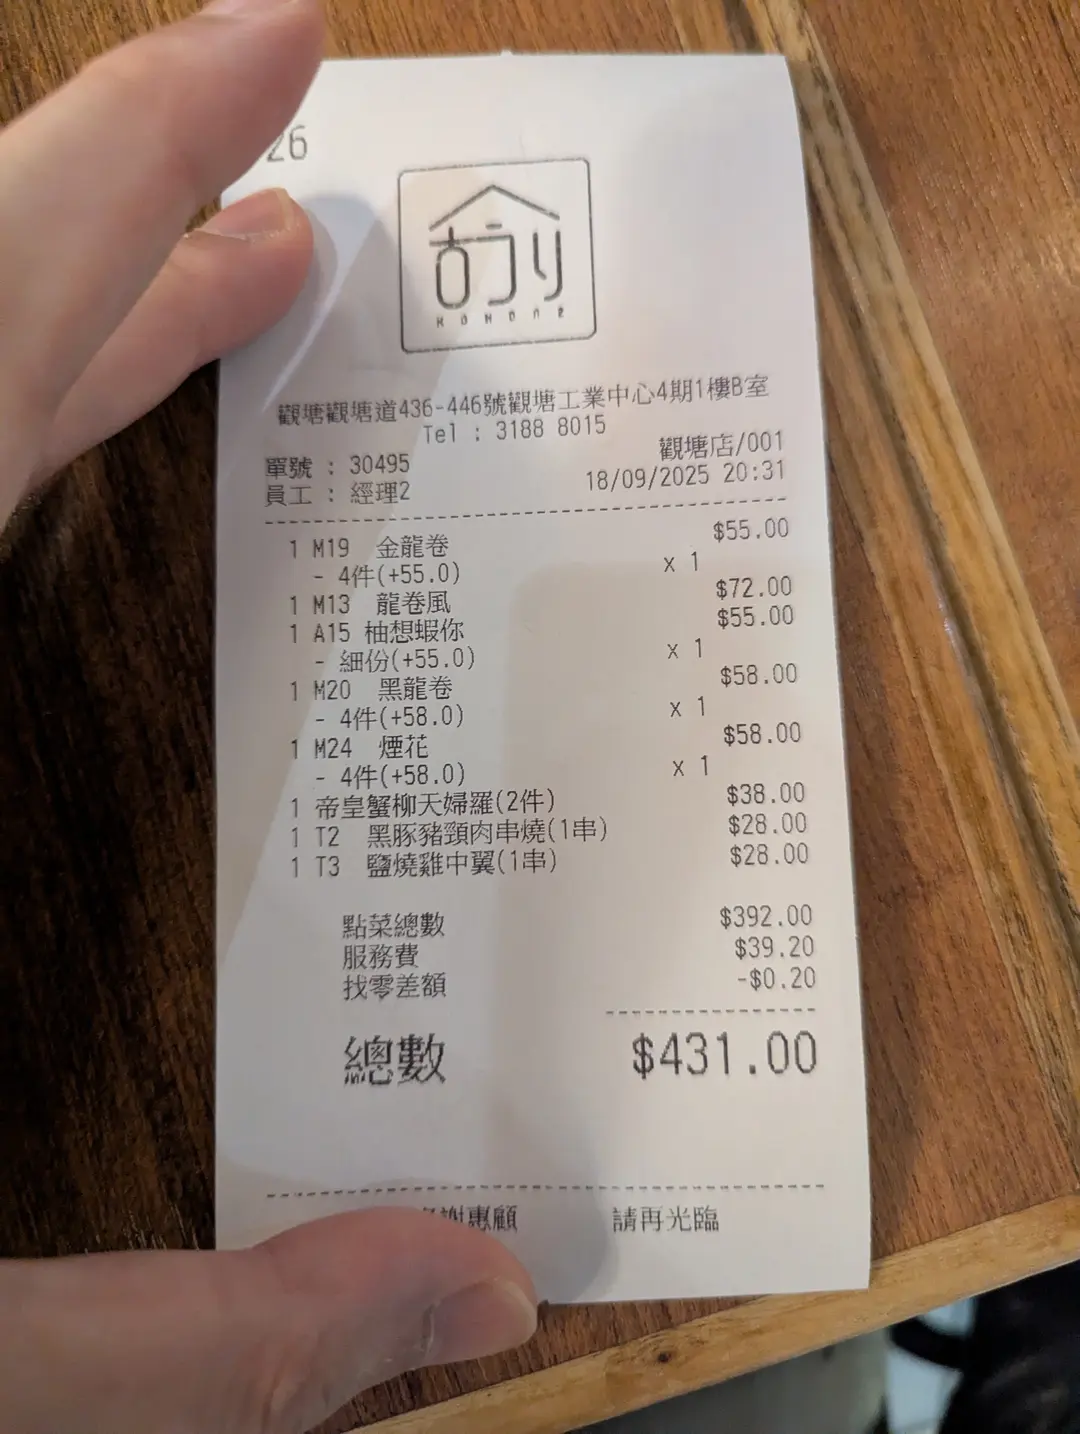 26
KOHONE
觀塘觀塘道436-446號觀塘工業中心4期1樓B室
Tel : 3188 8015
觀塘店/001
單號 : 30495
18/09/2025 20:31
員工 : 經理2
1 M19 金龍卷 $55.00
- 4件(+55.0) x 1
1 M13 龍卷風 $72.00
1 A15 柚想蝦你 $55.00
- 細份(+55.0) x 1
1 M20 黑龍卷 $58.00
- 4件(+58.0) x 1
1 M24 煙花 $58.00
- 4件(+58.0) x 1
1 帝皇蟹柳天婦羅(2件) $38.00
1 T2 黑豚豬頸肉串燒(1串) $28.00
1 T3 鹽燒雞中翼(1串) $28.00
點菜總數 $392.00
服務費 $39.20
找零差額 -$0.20
總數 $431.00
謝惠顧 請再光臨